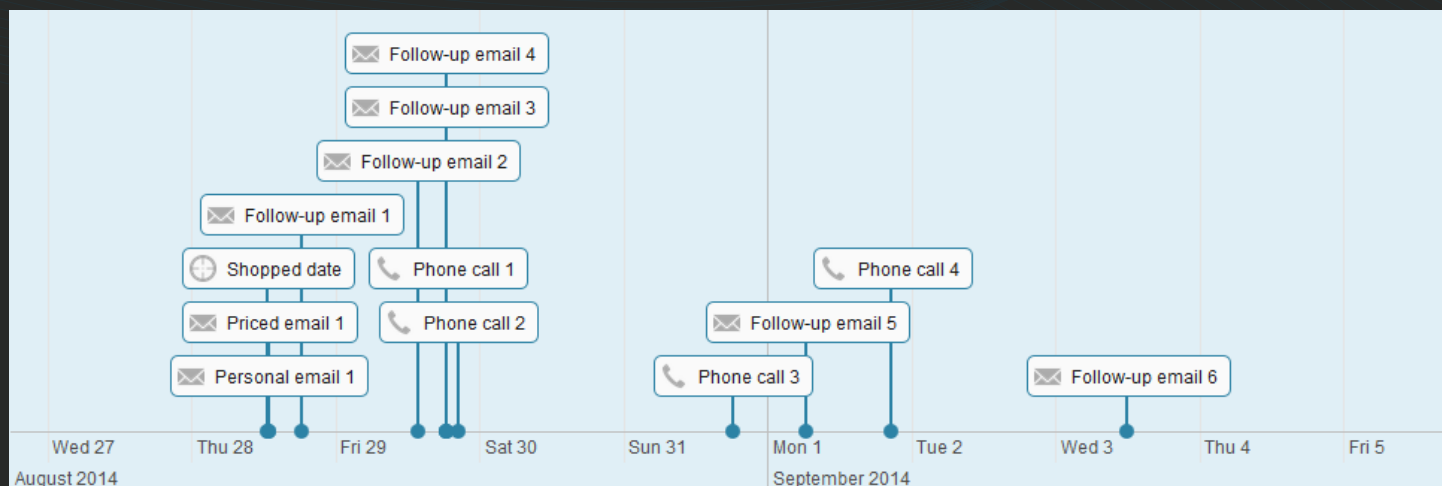 Follow-up email 4
Follow-up email 3
Follow-up email 2
Follow-up email 1
Shopped date
Phone call 1
Phone call 4
Priced email 1
Phone call 2
Follow-up email 5
Personal email 1
Phone call 3
Follow-up email 6
Wed 27 Thu 28 Fri 29 Sat 30 Sun 31 Mon 1 Tue 2 Wed 3 Thu 4 Fri 5
August 2014 September 2014